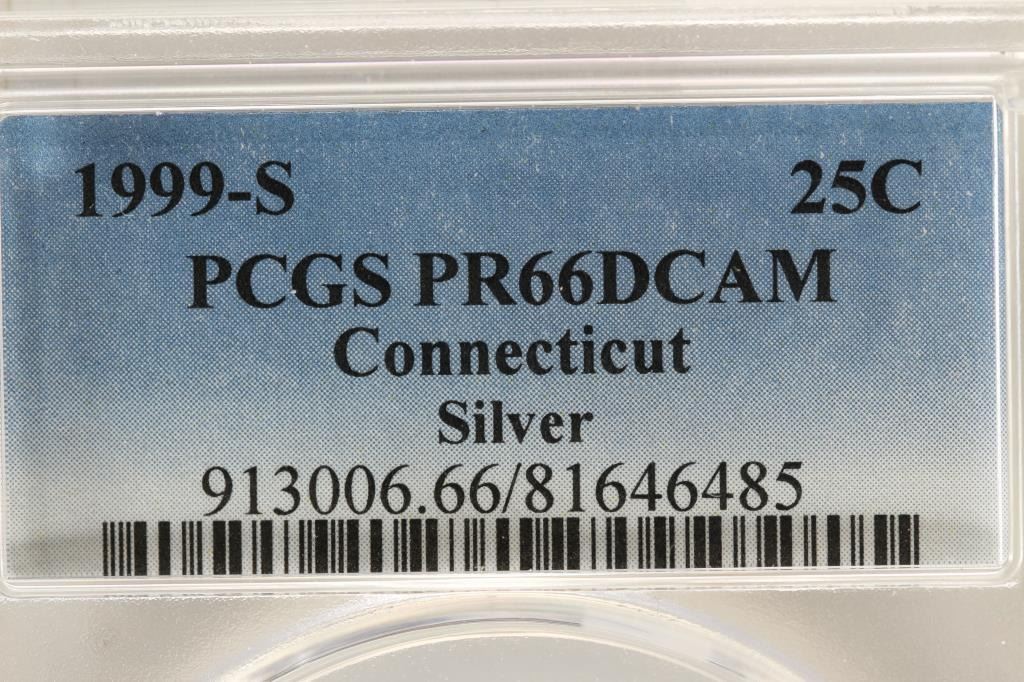 1999-S 25C
PCGS PR66DCAM
Connecticut
Silver
913006.66/81646485